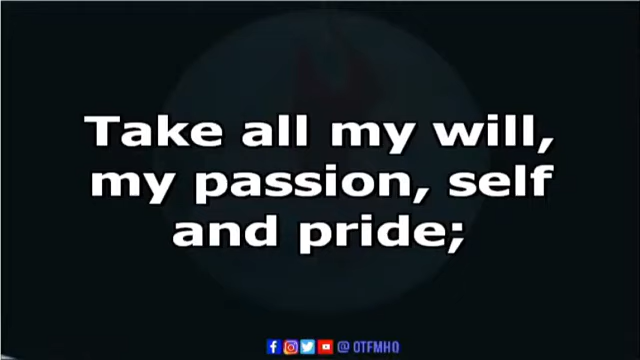 Take all my will,
my passion, self
and pride;
@ OTFMHQ